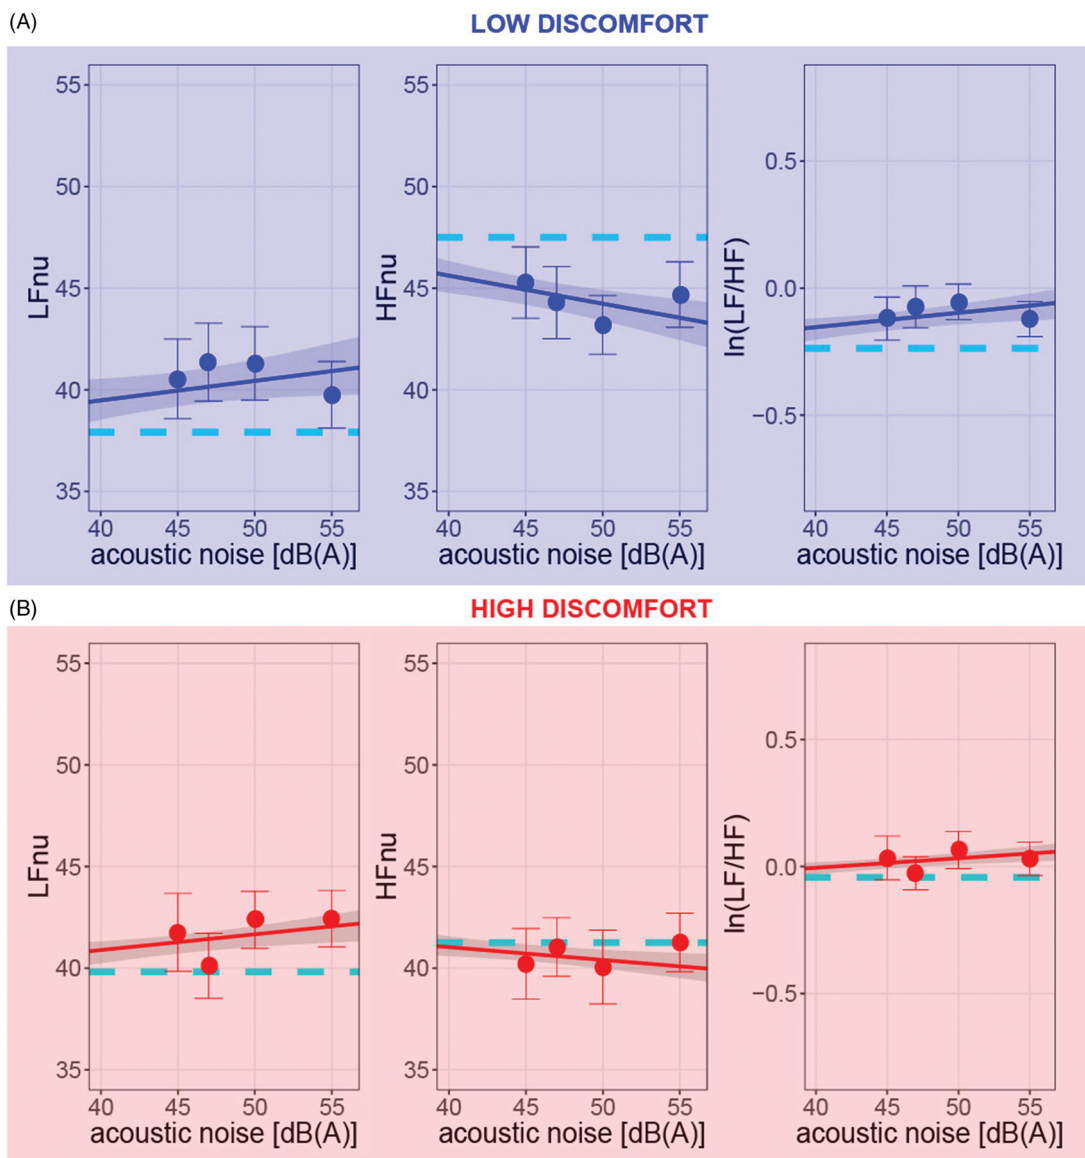 (A)
LOW DISCOMFORT
LFnu
55
50
45
40
35
40 45 50 55
acoustic noise [dB(A)]
HFnu
55
50
45
40
35
40 45 50 55
acoustic noise [dB(A)]
ln(LF/HF)
0.5
0.0
−0.5
40 45 50 55
acoustic noise [dB(A)]
(B)
HIGH DISCOMFORT
LFnu
55
50
45
40
35
40 45 50 55
acoustic noise [dB(A)]
HFnu
55
50
45
40
35
40 45 50 55
acoustic noise [dB(A)]
ln(LF/HF)
0.5
0.0
−0.5
40 45 50 55
acoustic noise [dB(A)]